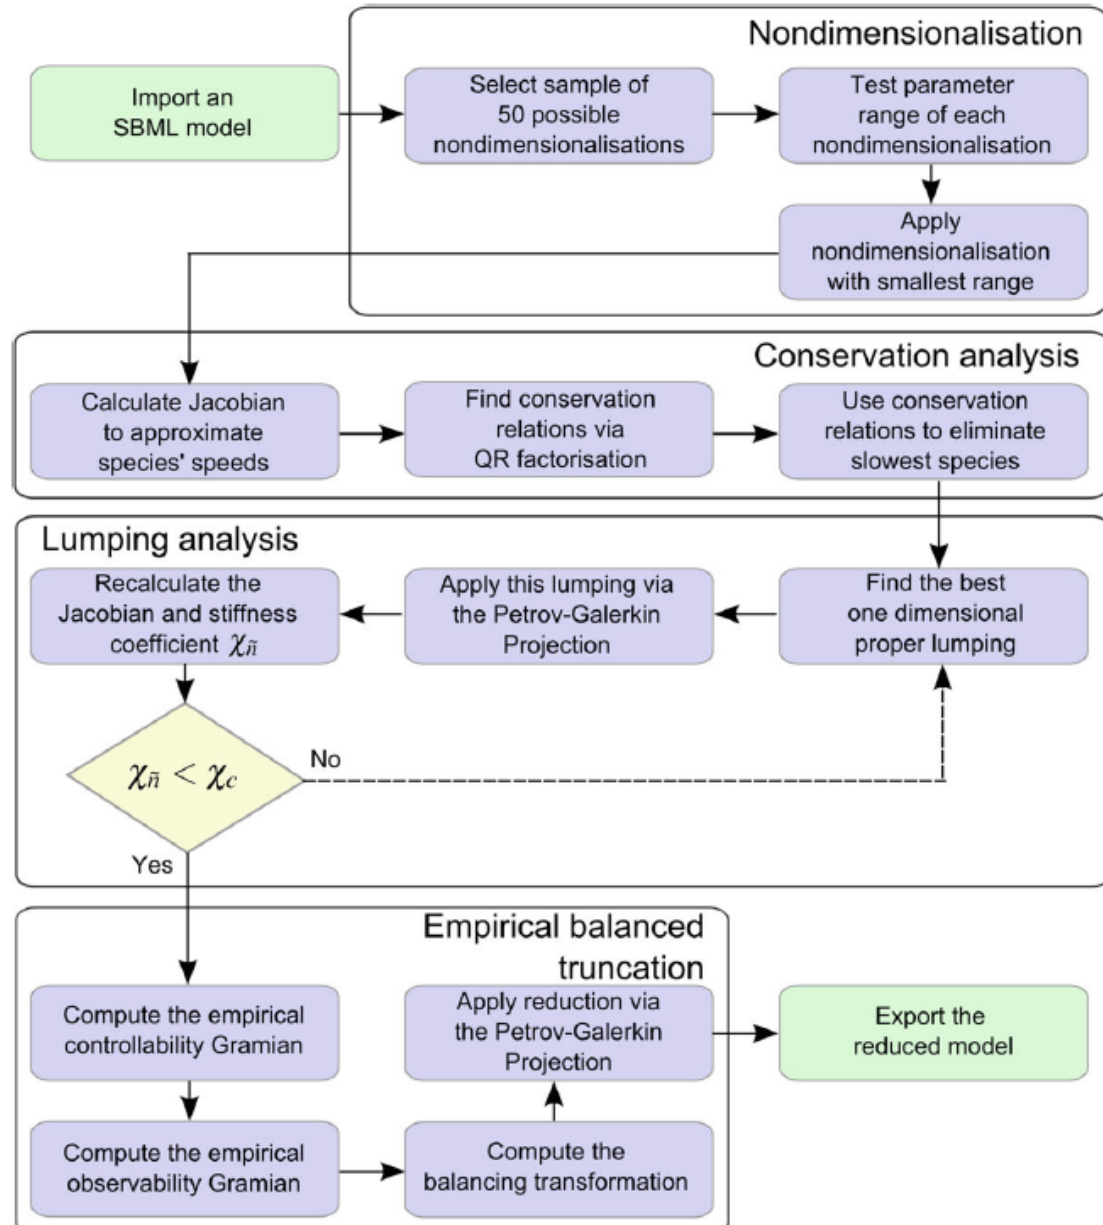 Nondimensionalisation
Import an
SBML model
Select sample of
50 possible
nondimensionalisations
Test parameter
range of each
nondimensionalisation
Apply
nondimensionalisation
with smallest range
Conservation analysis
Calculate Jacobian
to approximate
species' speeds
Find conservation
relations via
QR factorisation
Use conservation
relations to eliminate
slowest species
Lumping analysis
Find the best
one dimensional
proper lumping
Apply this lumping via
the Petrov-Galerkin
Projection
Recalculate the
Jacobian and stiffness
coefficient χ_ñ
χ_ñ < χ_c
No
Yes
Empirical balanced
truncation
Compute the empirical
controllability Gramian
Compute the empirical
observability Gramian
Compute the
balancing transformation
Apply reduction via
the Petrov-Galerkin
Projection
Export the
reduced model